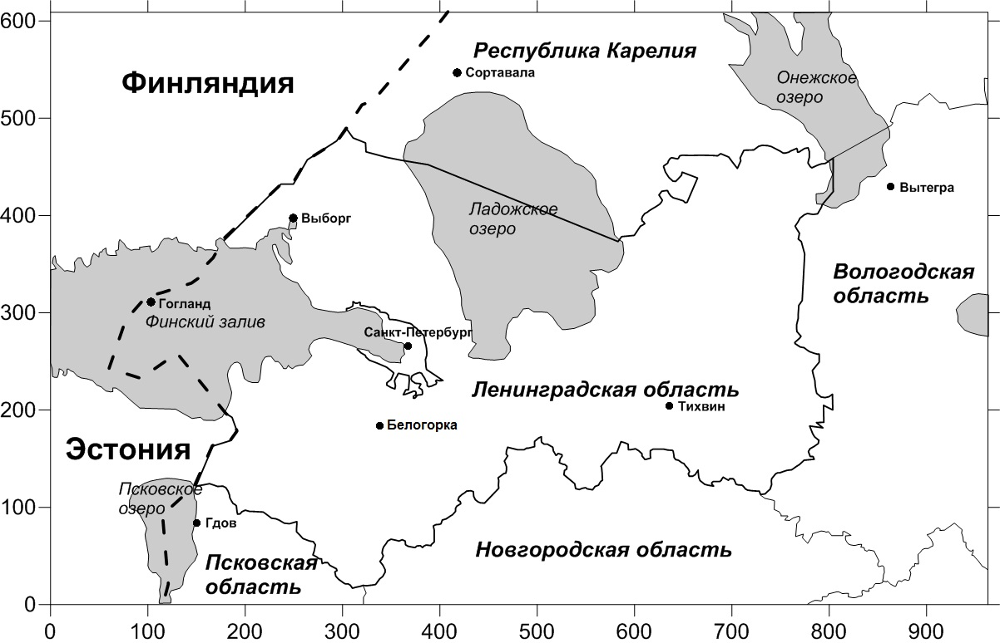 600
500
400
300
200
100
0
Республика Карелия
Сортавала
Финляндия
Онежское
озеро
Вытегра
Ладожское
озеро
Выборг
Вологодская
область
Гогланд
Финский залив
Санкт-Петербург
Ленинградская область
Тихвин
Белогорка
Эстония
Псковское
озеро
Гдов
Новгородская область
Псковская
область
0 100 200 300 400 500 600 700 800 900